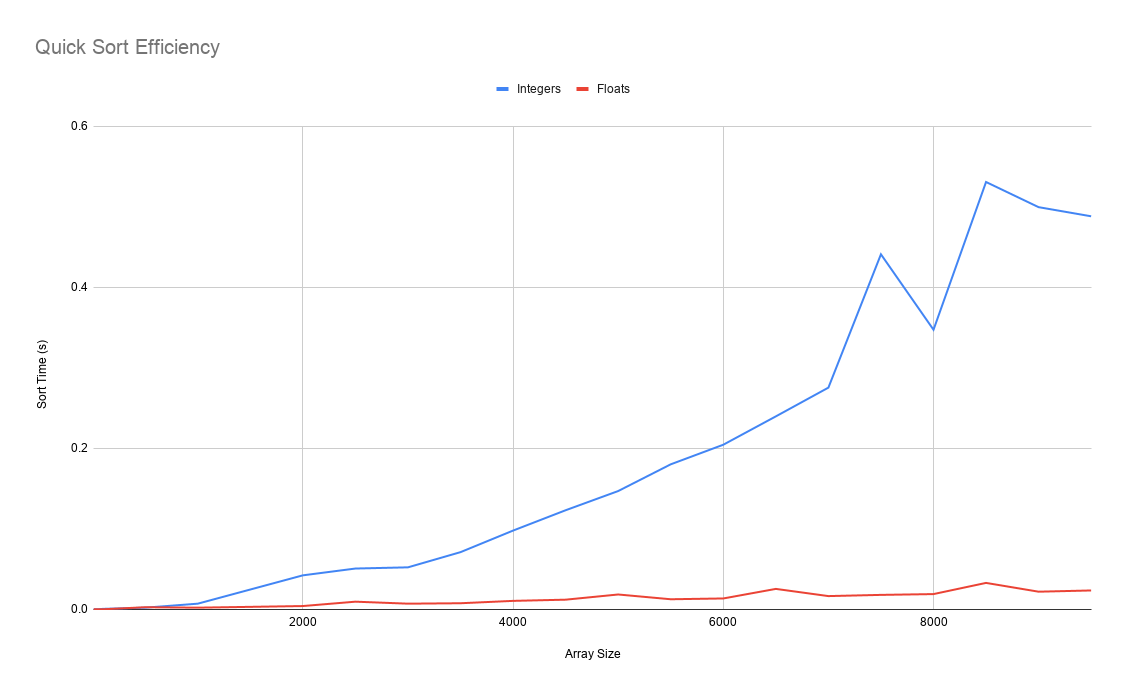 Quick Sort Efficiency
Integers Floats
0.6
0.4
0.2
0.0
Sort Time (s)
2000 4000 6000 8000
Array Size